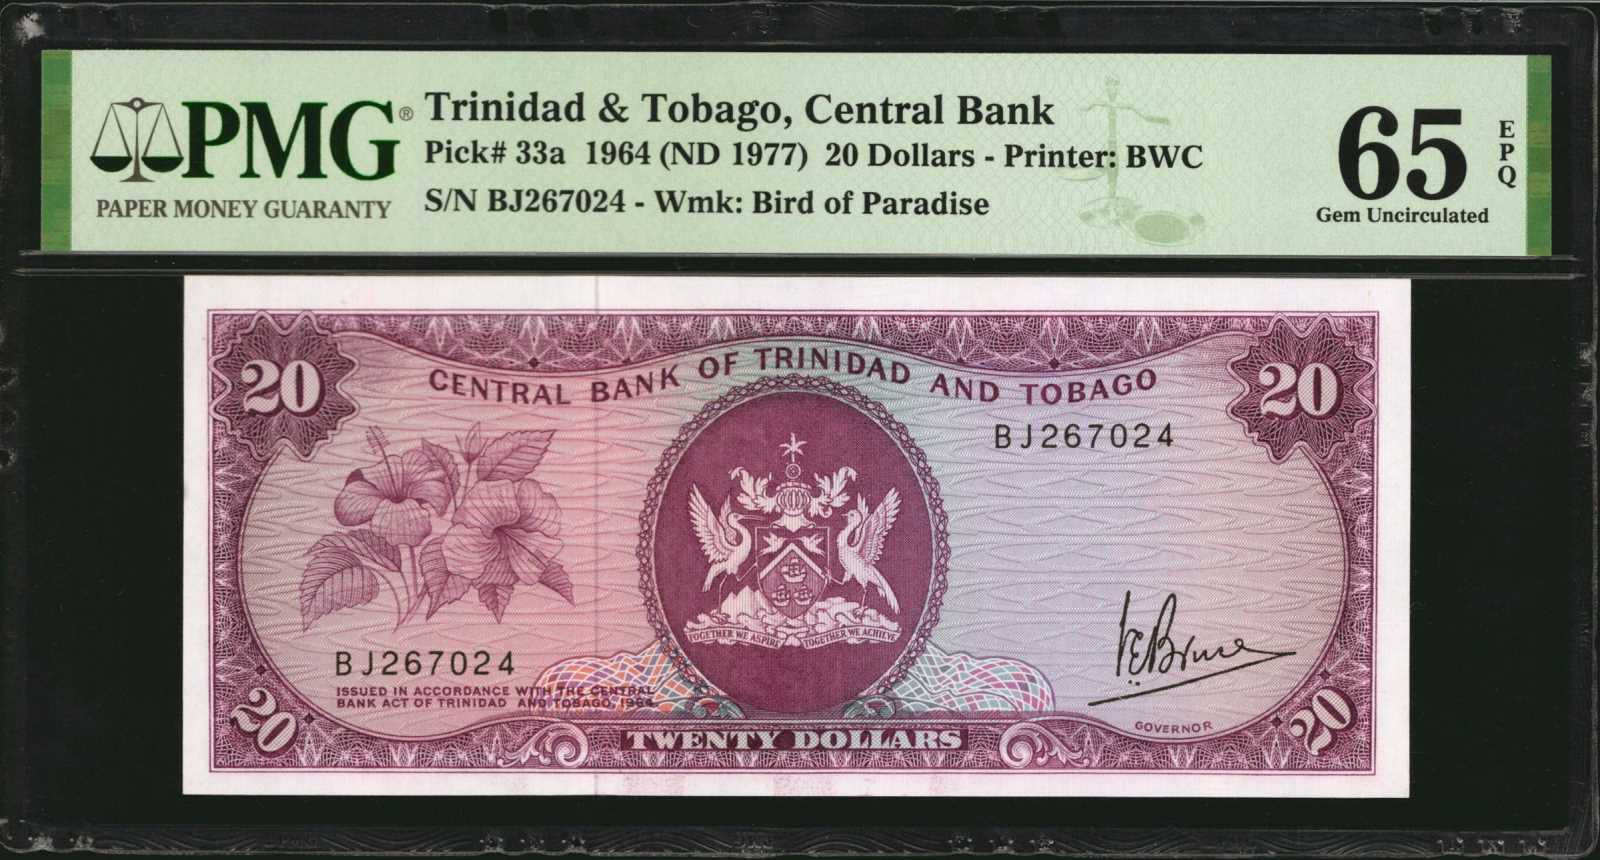 PMG®
PAPER MONEY GUARANTY
Trinidad & Tobago, Central Bank
Pick# 33a 1964 (ND 1977) 20 Dollars - Printer: BWC
S/N BJ267024 - Wmk: Bird of Paradise
65
EPQ
Gem Uncirculated
20
20
CENTRAL BANK OF TRINIDAD AND TOBAGO
BJ267024
TOGETHER WE ASPIRE TOGETHER WE ACHIEVE
BJ267024
ISSUED IN ACCORDANCE WITH THE CENTRAL
BANK ACT OF TRINIDAD AND TOBAGO, 1964
GOVERNOR
20
20
TWENTY DOLLARS